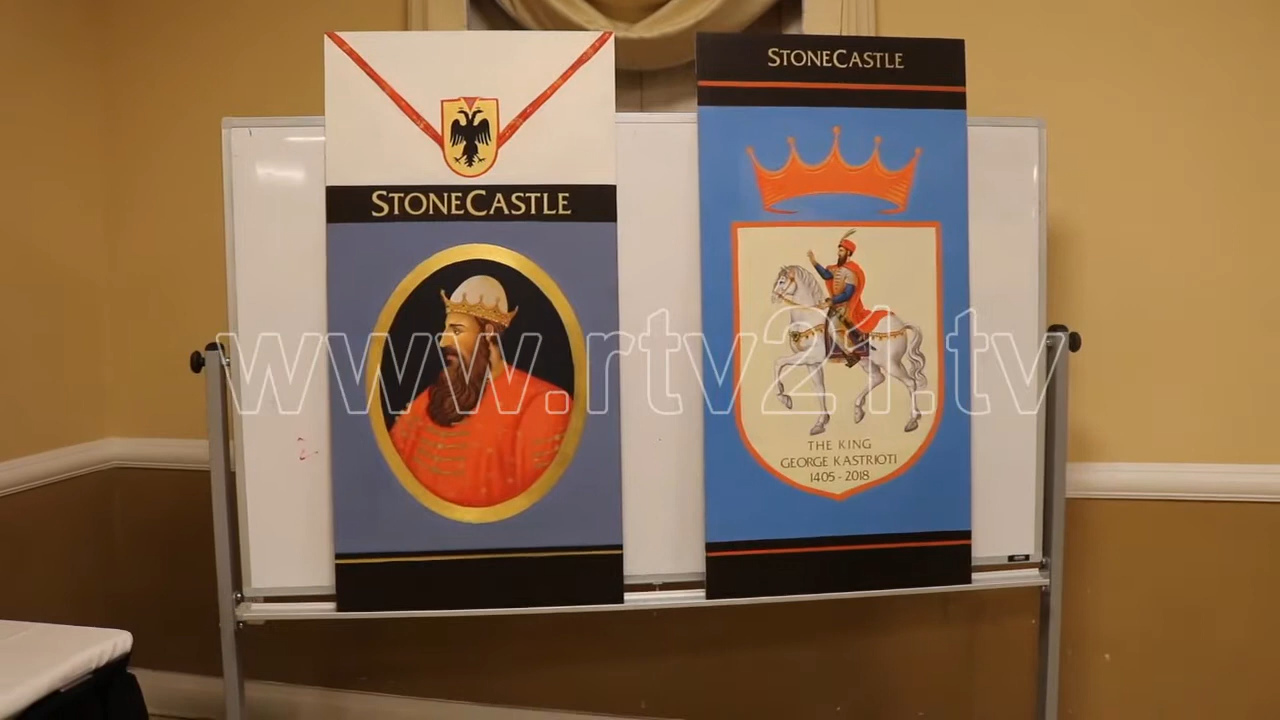 STONECASTLE
STONECASTLE
THE KING
GEORGE KASTRIOTI
1405 - 2018
www.rtv21.tv